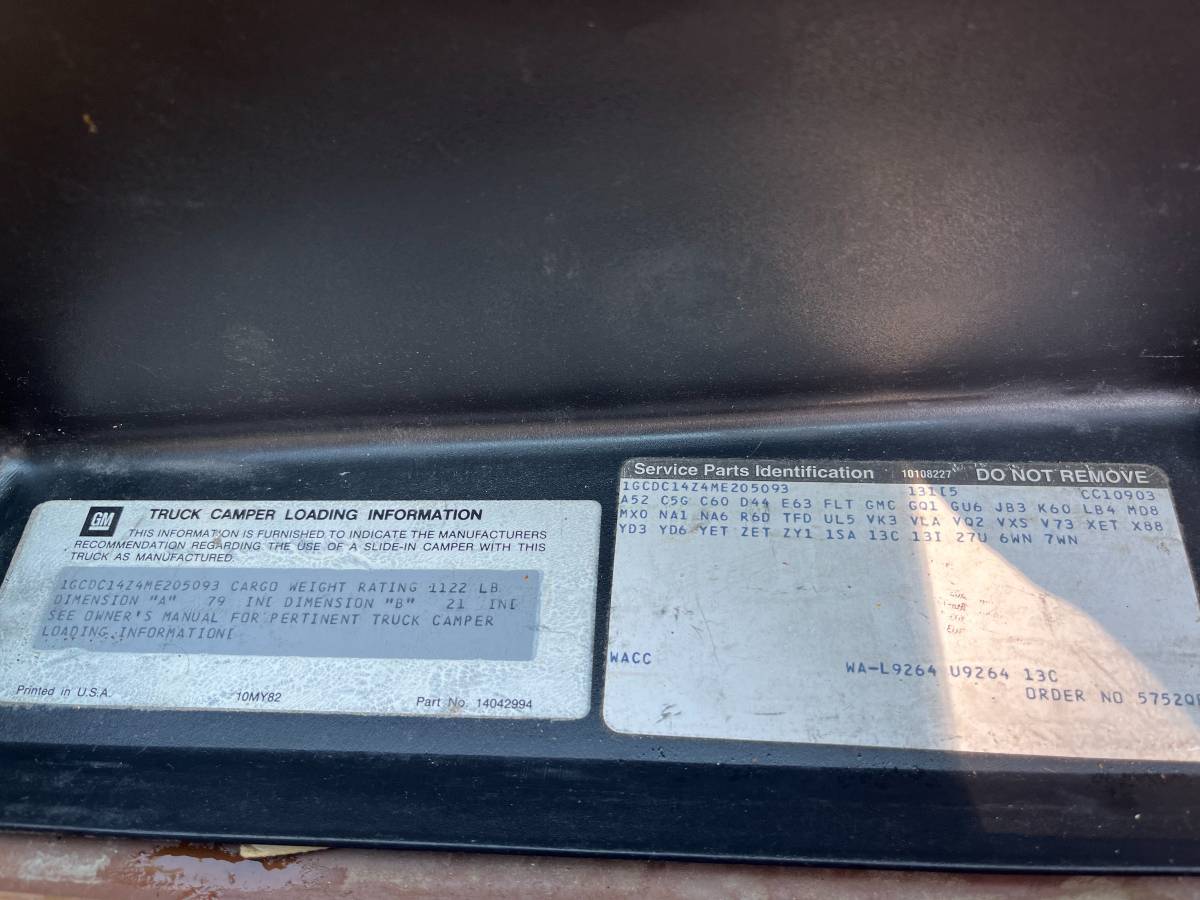 GM
TRUCK CAMPER LOADING INFORMATION
THIS INFORMATION IS FURNISHED TO INDICATE THE MANUFACTURERS
RECOMMENDATION REGARDING THE USE OF A SLIDE-IN CAMPER WITH THIS
TRUCK AS MANUFACTURED.
1GCDC14Z4ME205093 CARGO WEIGHT RATING 1122 LB
DIMENSION "A" 79 IN[ DIMENSION "B" 21 IN[
SEE OWNER'S MANUAL FOR PERTINENT TRUCK CAMPER
LOADING INFORMATION[
Printed in U.S.A. 10MY82 Part No. 14042994
Service Parts Identification 10108227 DO NOT REMOVE
1GCDC14Z4ME205093 131[5 CC10903
A52 C5G C60 D44 E63 FLT GMC GQ1 GU6 JB3 K60 LB4 MD8
MX0 NA1 NA6 R6D TFD UL5 VK3 VLA VQ2 VXS V73 XET X88
YD3 YD6 YET ZET ZY1 1SA 13C 13I 27U 6WN 7WN
WACC WA-L9264 U9264 13C
ORDER NO 5752Q